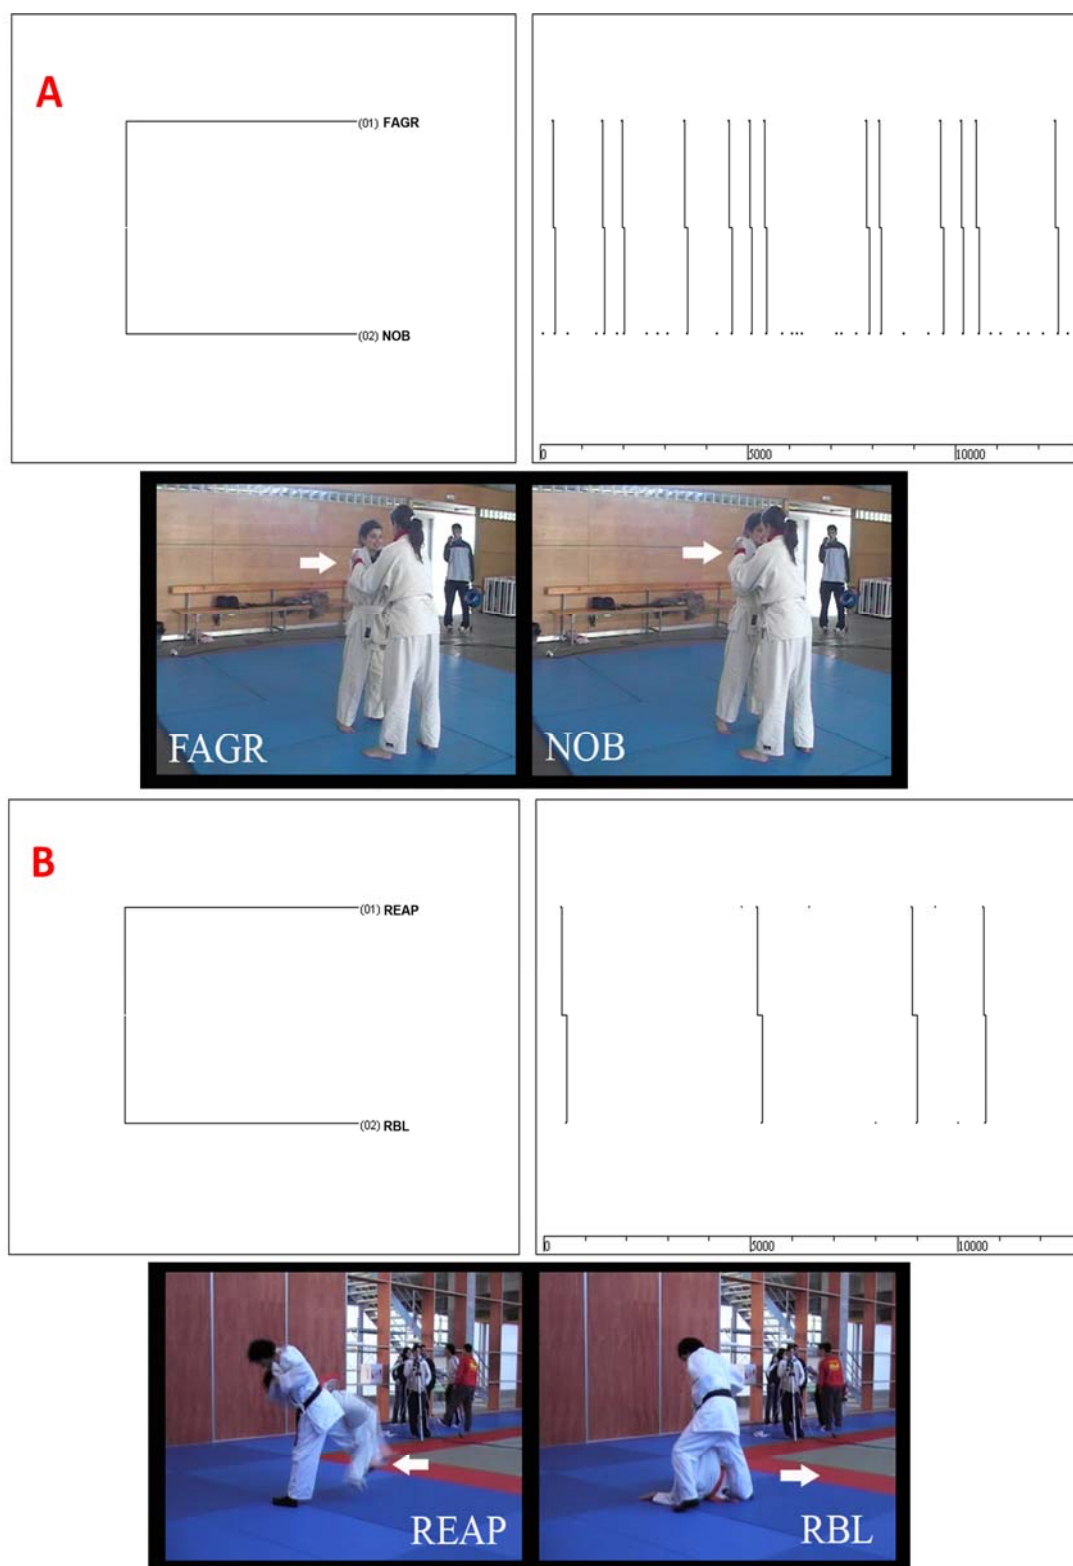 A
(01) FAGR
(02) NOB
0 5000 10000
FAGR NOB
B
(01) REAP
(02) RBL
0 5000 10000
REAP RBL